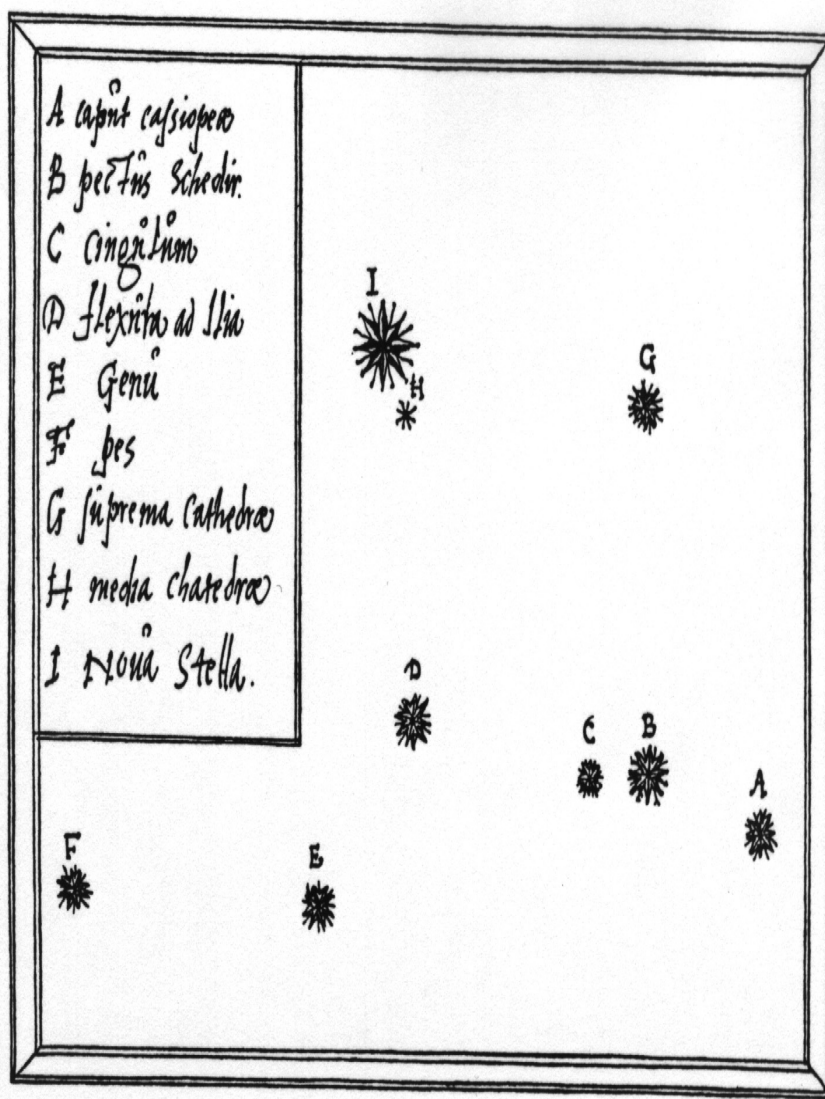 A caput cassiopeæ
B pectus Schedir.
C Cingulum
D flexura ad Ilia
E Genu
F pes
G suprema Cathedræ
H media chatedræ
I Noua Stella.
I
G
H
D
C
B
A
F
E